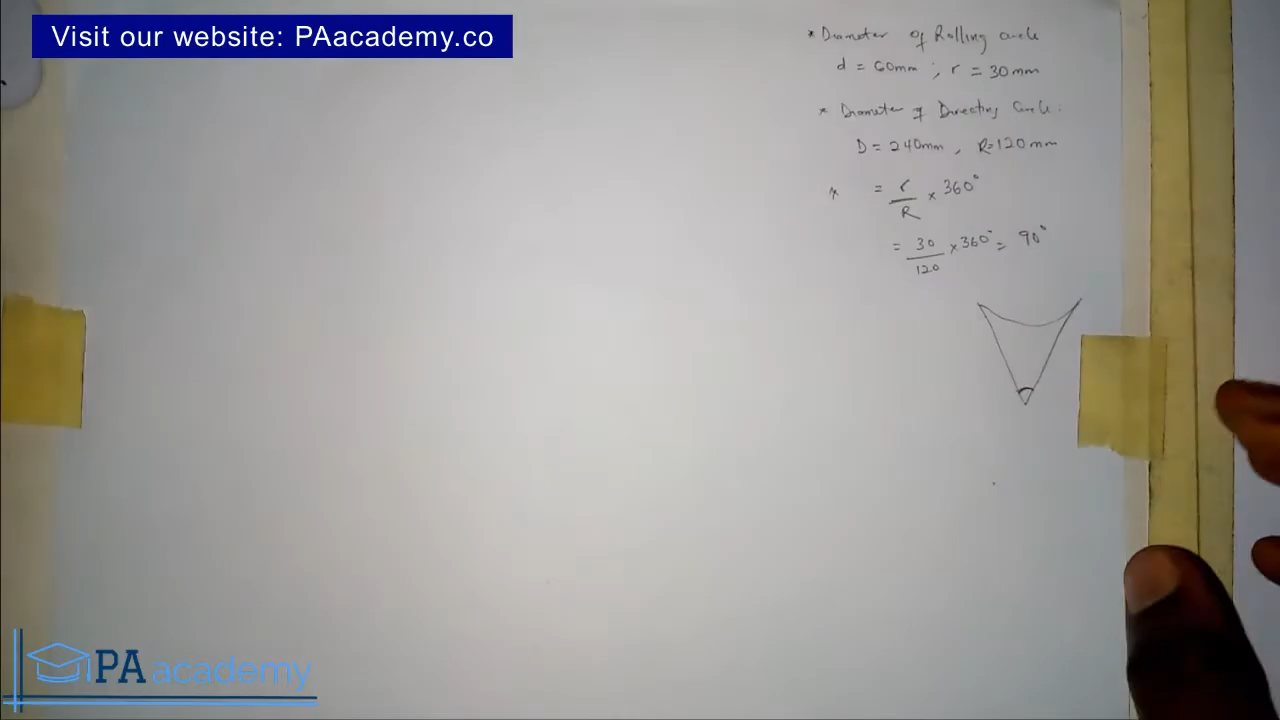 Visit our website: PAacademy.co
* Diameter of Rolling circle
d = 60mm ; r = 30mm
* Diameter of Directing Circle.
D = 240mm, R=120mm
* = r/R × 360°
= 30/120 × 360° = 90°
PA academy